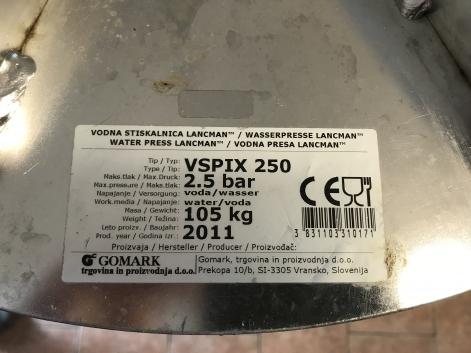 VODNA STISKALNICA LANCMAN™ / WASSERPRESSE LANCMAN™
WATER PRESS LANCMAN™ / VODNA PRESA LANCMAN™
Tip / Typ:
Type / Tip: VSPIX 250
Maks.tlak / Max.Druck:
Max.pressure / Maks.tlak: 2.5 bar
Napajanje / Versorgung: voda/wasser
Work.media / Napajanje: water/voda
Masa / Gewicht:
Weight / Težina: 105 kg
Leto proizv. / Baujahr:
Prod. year / Godina izr.: 2011
CE
3 831103 310171
Proizvaja / Hersteller / Producer / Proizvođač:
GOMARK
trgovina in proizvodnja d.o.o.
Gomark, trgovina in proizvodnja d.o.o.
Prekopa 10/b, SI-3305 Vransko, Slovenija